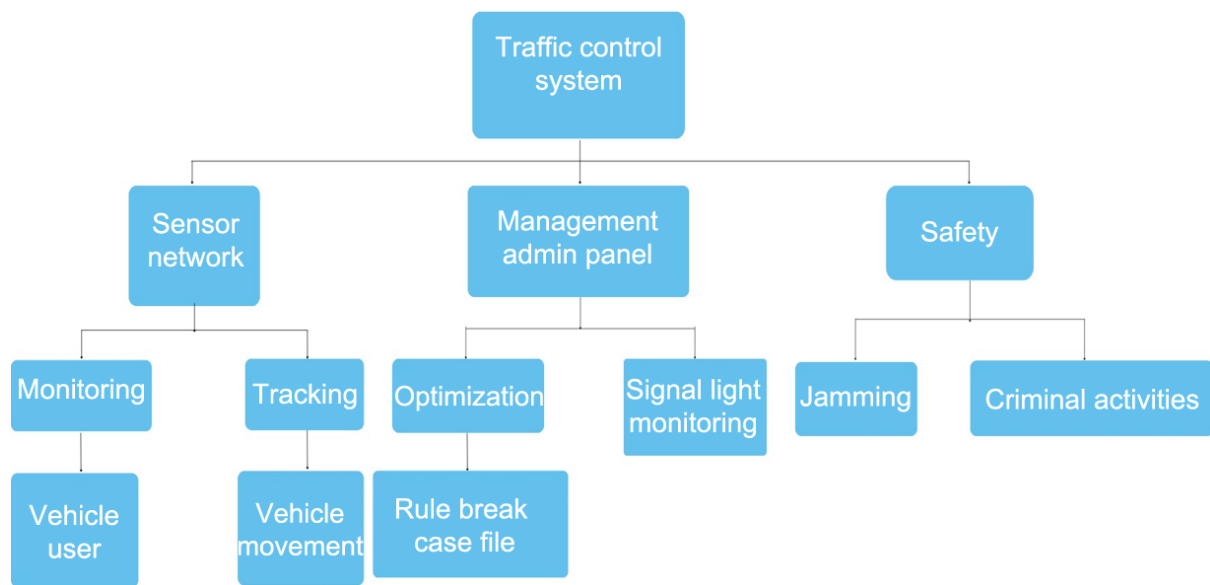 Traffic control
system
Sensor
network
Management
admin panel
Safety
Monitoring
Tracking
Optimization
Signal light
monitoring
Jamming
Criminal activities
Vehicle
user
Vehicle
movement
Rule break
case file